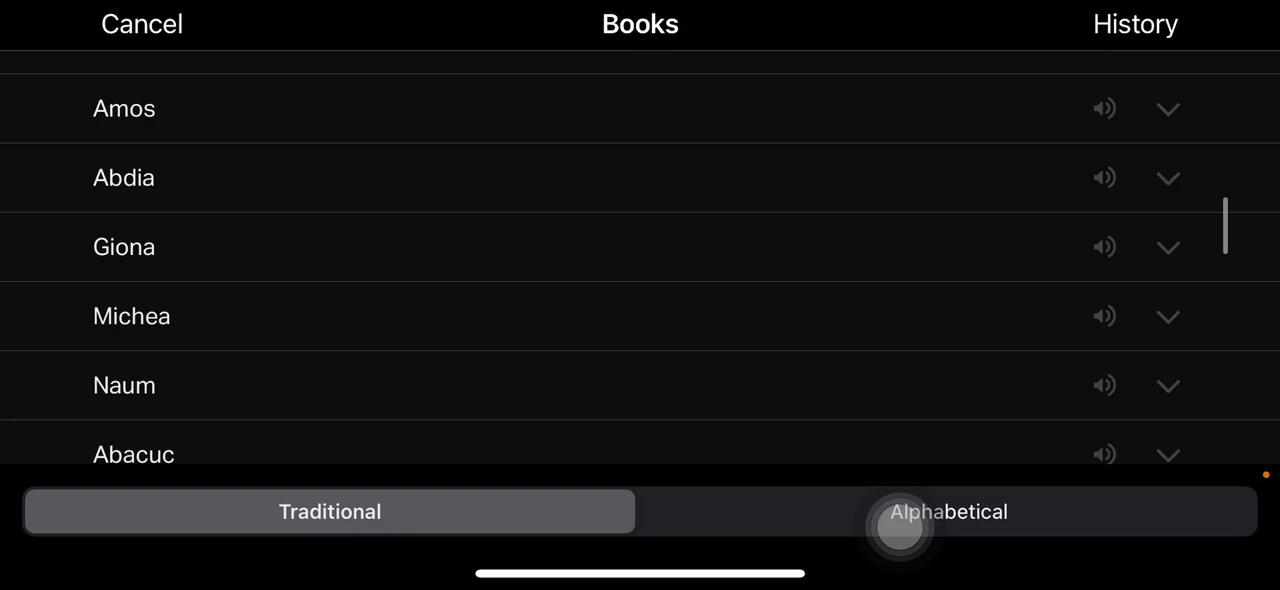 Cancel Books History
Amos
Abdia
Giona
Michea
Naum
Abacuc
Traditional Alphabetical